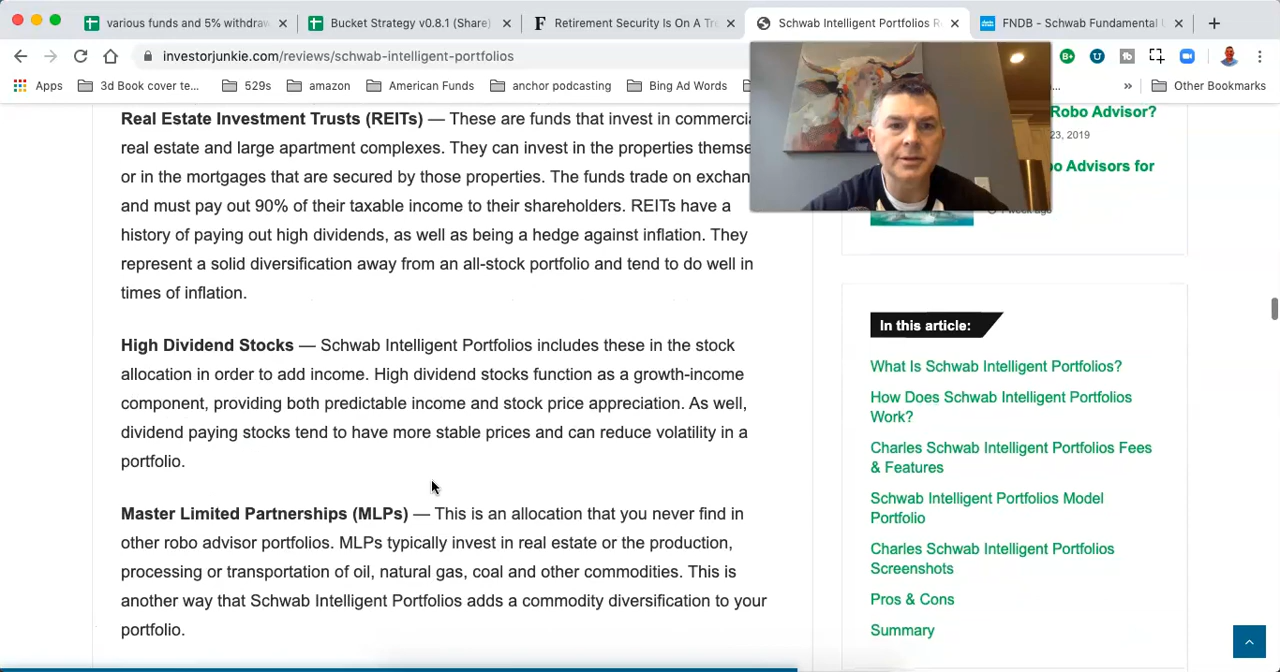 various funds and 5% withdraw
Bucket Strategy v0.8.1 (Share)
Retirement Security Is On A Tre
Schwab Intelligent Portfolios R
FNDB - Schwab Fundamental U
investorjunkie.com/reviews/schwab-intelligent-portfolios
Apps
3d Book cover te...
529s
amazon
American Funds
anchor podcasting
Bing Ad Words
»
Other Bookmarks
Real Estate Investment Trusts (REITs) — These are funds that invest in commercia
real estate and large apartment complexes. They can invest in the properties themse
or in the mortgages that are secured by those properties. The funds trade on exchan
and must pay out 90% of their taxable income to their shareholders. REITs have a
history of paying out high dividends, as well as being a hedge against inflation. They
represent a solid diversification away from an all-stock portfolio and tend to do well in
times of inflation.
High Dividend Stocks — Schwab Intelligent Portfolios includes these in the stock
allocation in order to add income. High dividend stocks function as a growth-income
component, providing both predictable income and stock price appreciation. As well,
dividend paying stocks tend to have more stable prices and can reduce volatility in a
portfolio.
Master Limited Partnerships (MLPs) — This is an allocation that you never find in
other robo advisor portfolios. MLPs typically invest in real estate or the production,
processing or transportation of oil, natural gas, coal and other commodities. This is
another way that Schwab Intelligent Portfolios adds a commodity diversification to your
portfolio.
Robo Advisor?
23, 2019
Advisors for
In this article:
What Is Schwab Intelligent Portfolios?
How Does Schwab Intelligent Portfolios
Work?
Charles Schwab Intelligent Portfolios Fees
& Features
Schwab Intelligent Portfolios Model
Portfolio
Charles Schwab Intelligent Portfolios
Screenshots
Pros & Cons
Summary